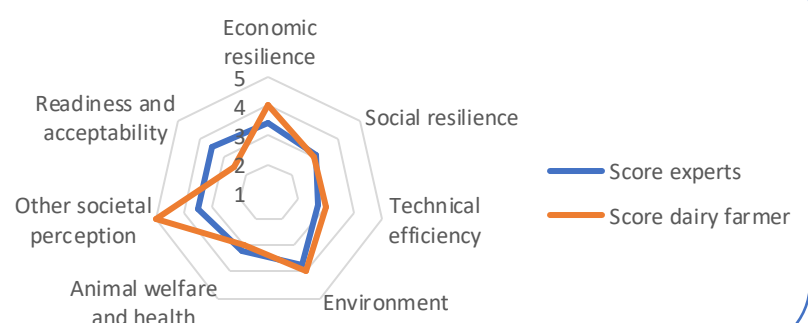 Economic
resilience
5
4
3
2
1
Readiness and
acceptability
Social resilience
Other societal
perception
Technical
efficiency
Animal welfare
and health
Environment
Score experts
Score dairy farmer